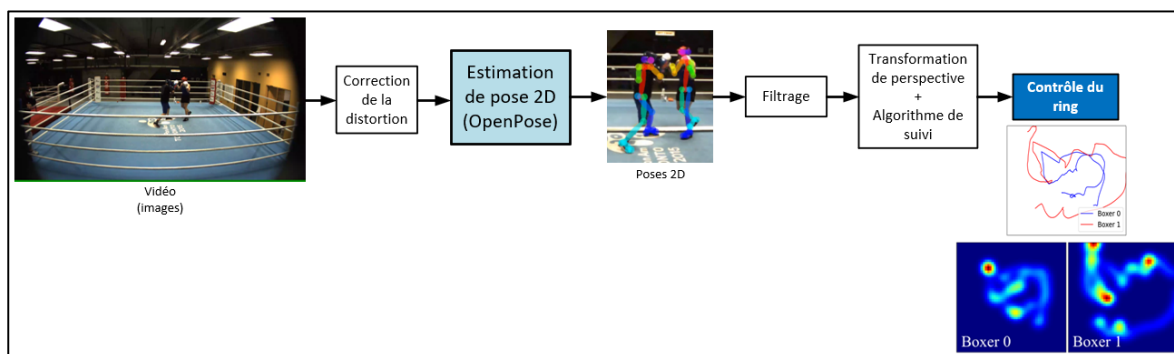 Vidéo
(images)
Correction
de la
distortion
Estimation
de pose 2D
(OpenPose)
Poses 2D
Filtrage
Transformation
de perspective
+
Algorithme de
suivi
Contrôle du
ring
Boxer 0
Boxer 1
Boxer 0
Boxer 1